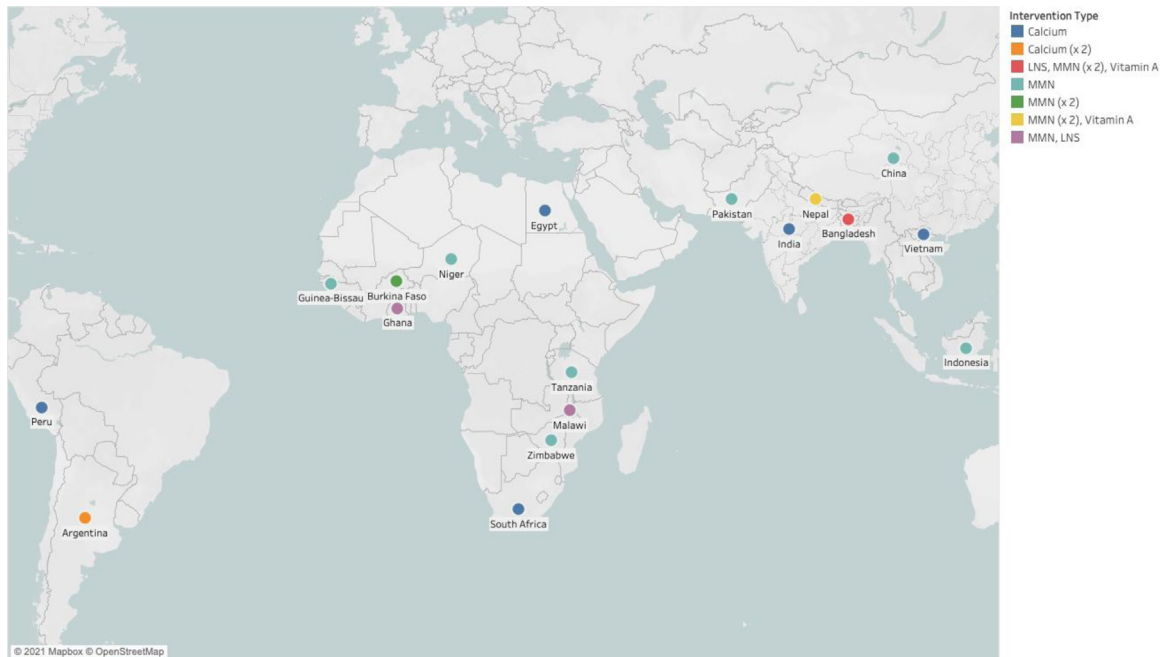 Intervention Type
Calcium
Calcium (x 2)
LNS, MMN (x 2), Vitamin A
MMN
MMN (x 2)
MMN (x 2), Vitamin A
MMN, LNS
China
Pakistan
Nepal
Egypt
India
Bangladesh
Vietnam
Niger
Guinea-Bissau
Burkina Faso
Ghana
Indonesia
Tanzania
Peru
Malawi
Zimbabwe
South Africa
Argentina
© 2021 Mapbox © OpenStreetMap